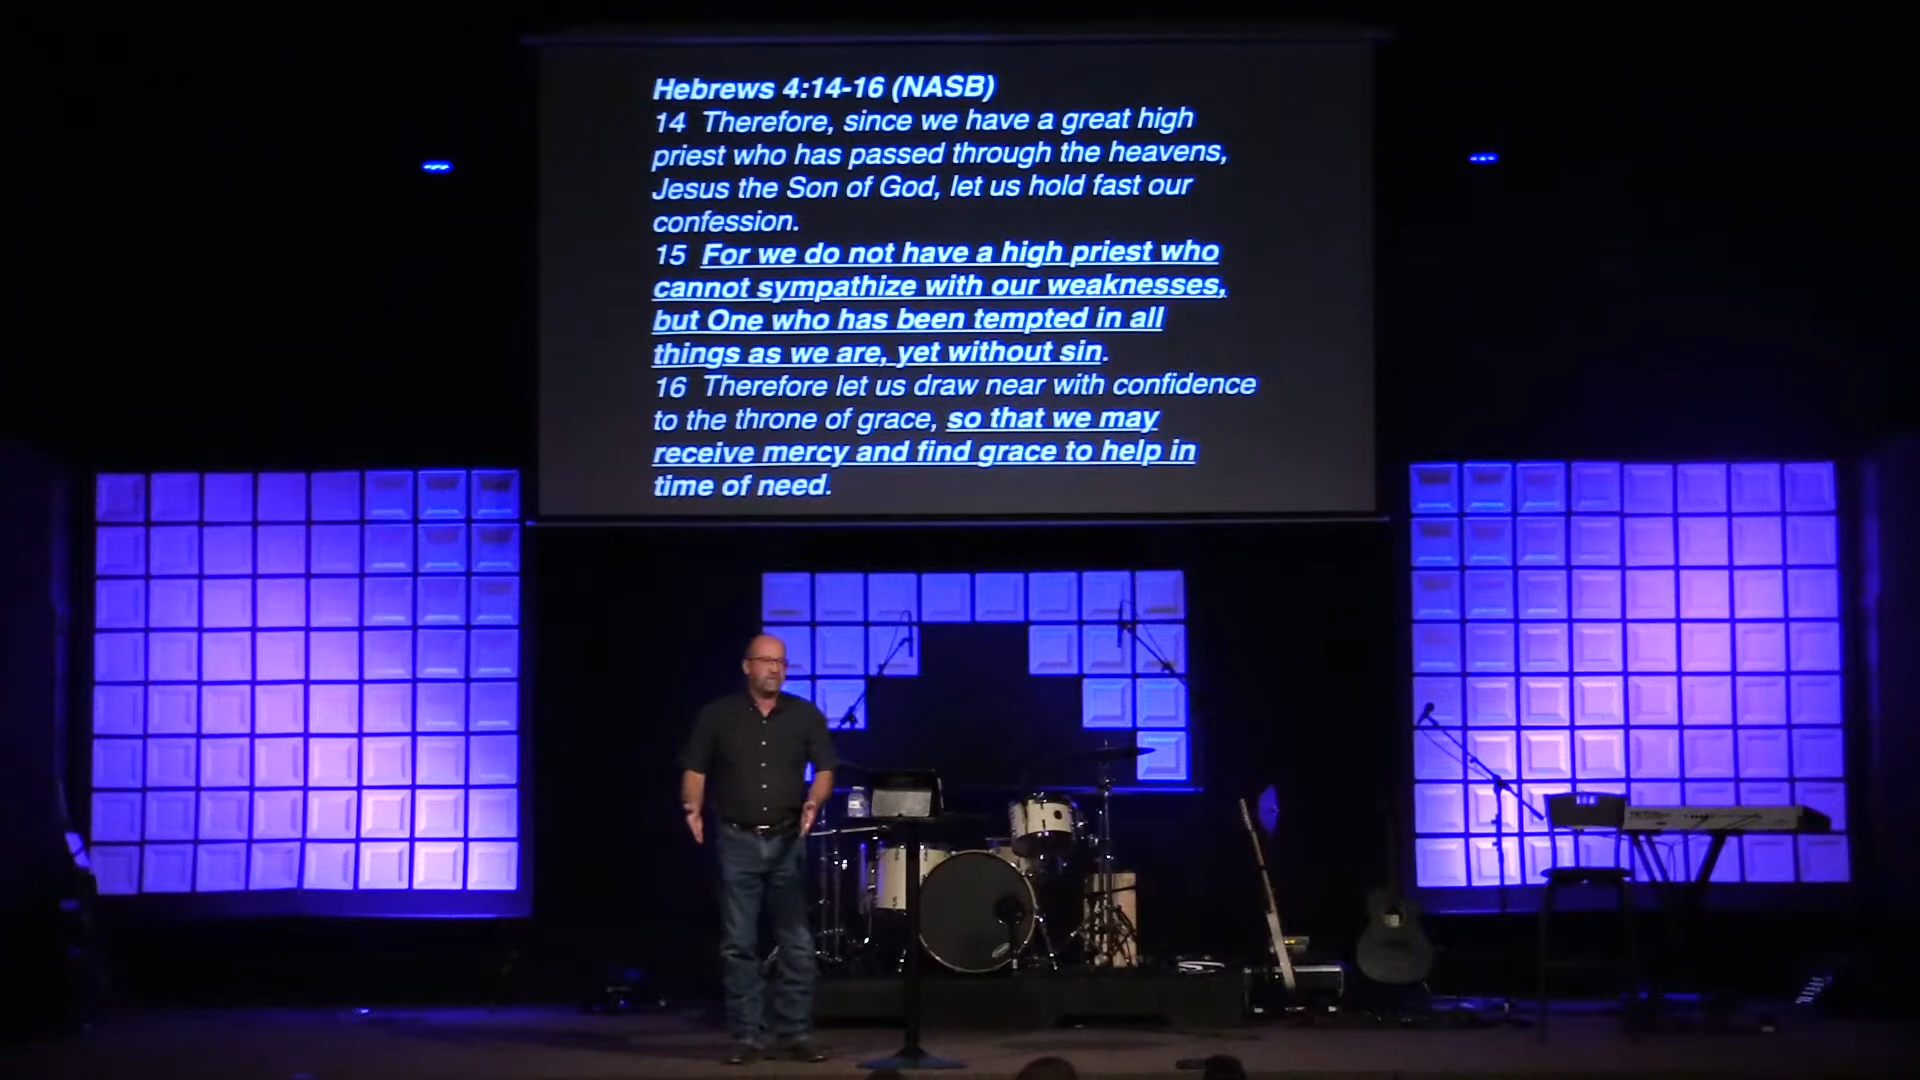 Hebrews 4:14-16 (NASB)
14 Therefore, since we have a great high
priest who has passed through the heavens,
Jesus the Son of God, let us hold fast our
confession.
15 For we do not have a high priest who
cannot sympathize with our weaknesses,
but One who has been tempted in all
things as we are, yet without sin.
16 Therefore let us draw near with confidence
to the throne of grace, so that we may
receive mercy and find grace to help in
time of need.